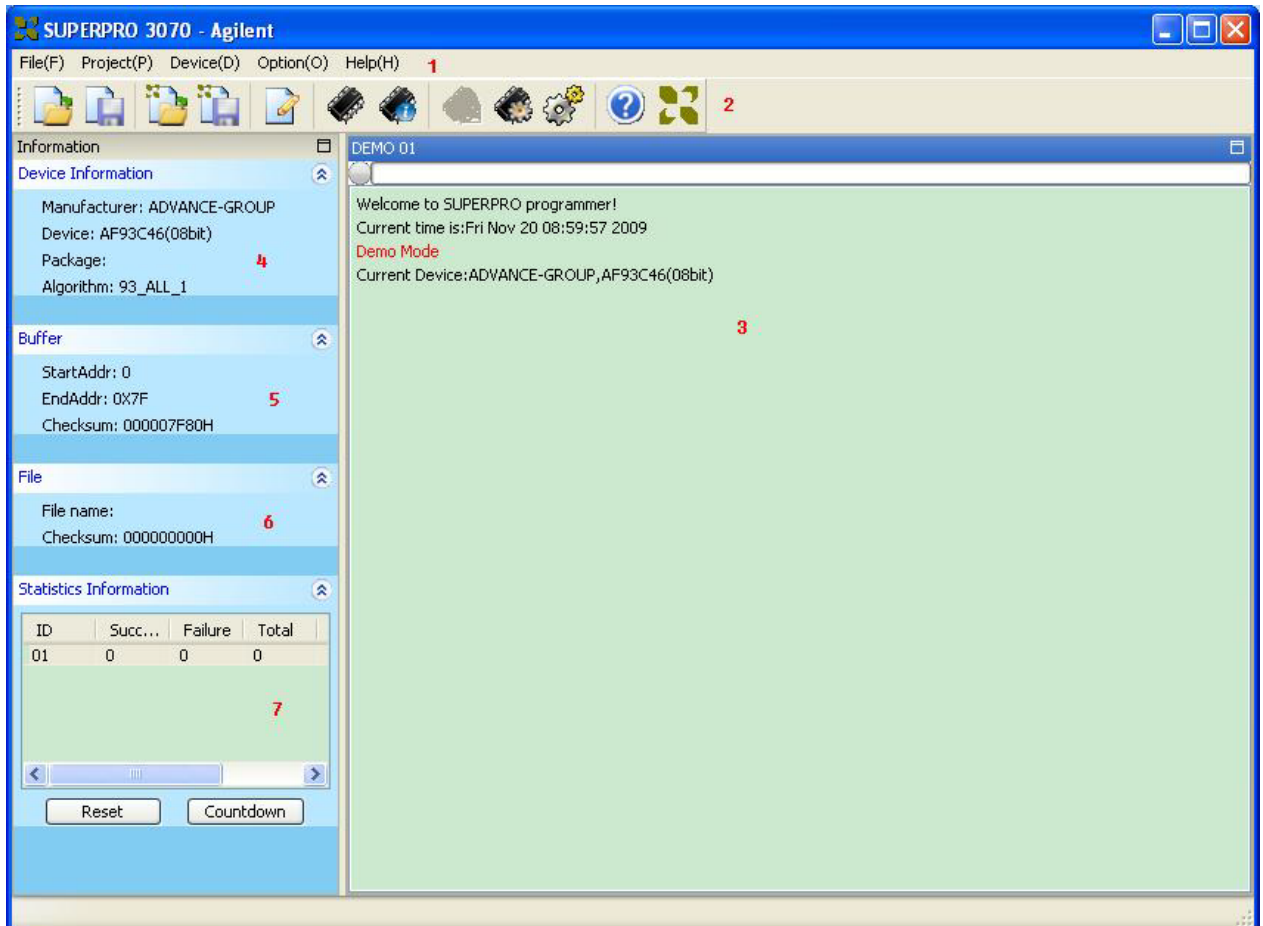 SUPERPRO 3070 - Agilent
File(F) Project(P) Device(D) Option(O) Help(H) 1
2
Information
Device Information
Manufacturer: ADVANCE-GROUP
Device: AF93C46(08bit)
Package: 4
Algorithm: 93_ALL_1
Buffer
StartAddr: 0
EndAddr: 0X7F 5
Checksum: 000007F80H
File
File name:
6
Checksum: 000000000H
Statistics Information
ID Succ... Failure Total
01 0 0 0
7
Reset Countdown
DEMO 01
Welcome to SUPERPRO programmer!
Current time is:Fri Nov 20 08:59:57 2009
Demo Mode
Current Device:ADVANCE-GROUP,AF93C46(08bit)
3